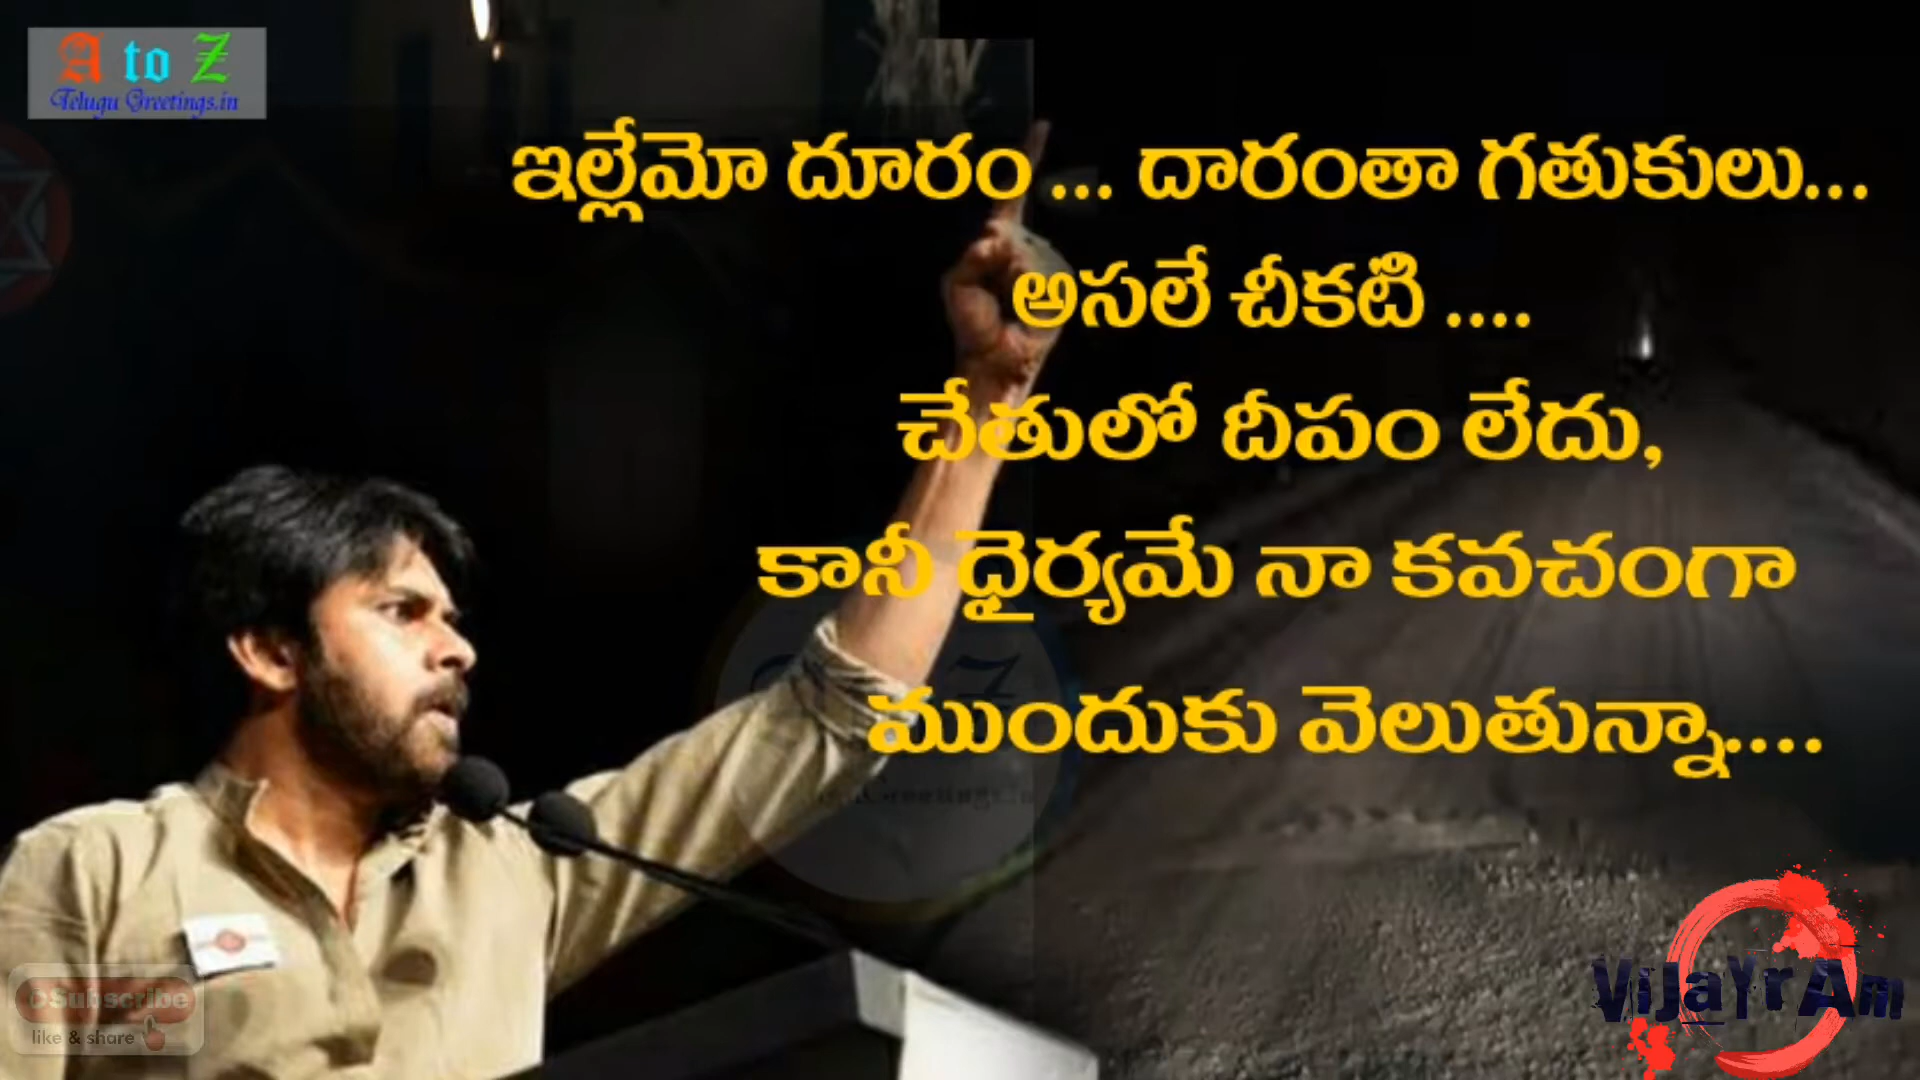 A to Z
Telugu Greetings.in
ఇల్లేమో దూరం ... దారంతా గతుకులు...
అసలే చీకటి ....
చేతులో దీపం లేదు,
కానీ ధైర్యమే నా కవచంగా
ముందుకు వెలుతున్నా....
Subscribe
like & share
VijaYrAm